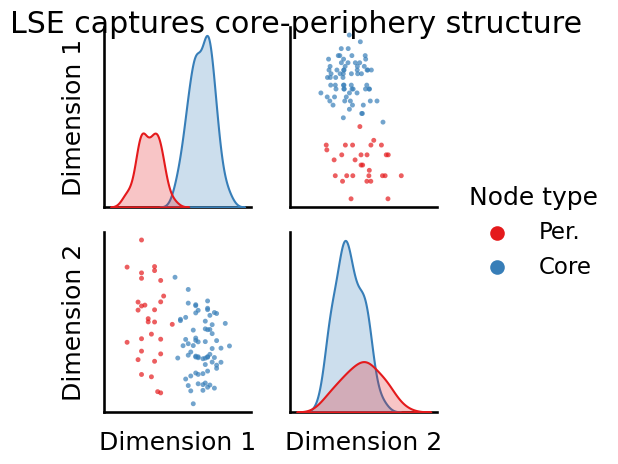 LSE captures core-periphery structure
Dimension 1
Dimension 2
Node type
Per.
Core
Dimension 1
Dimension 2